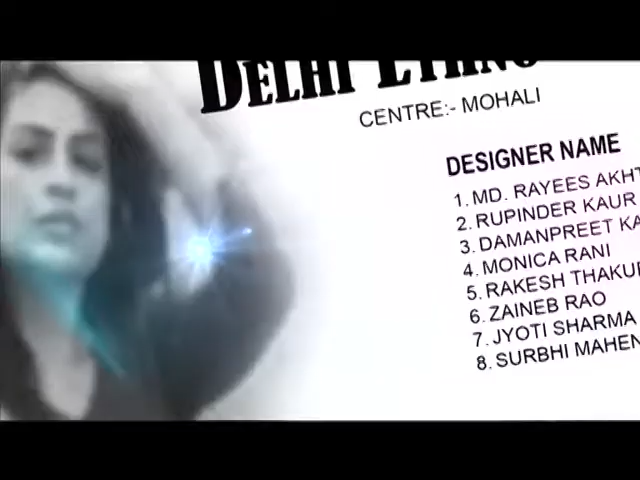 DELHI
CENTRE:- MOHALI
DESIGNER NAME
1. MD. RAYEES
2. RUPINDER KAUR
3. DAMANPREET
4. MONICA RANI
5. RAKESH
6. ZAINEB RAO
7. JYOTI SHARMA
8. SURBHI